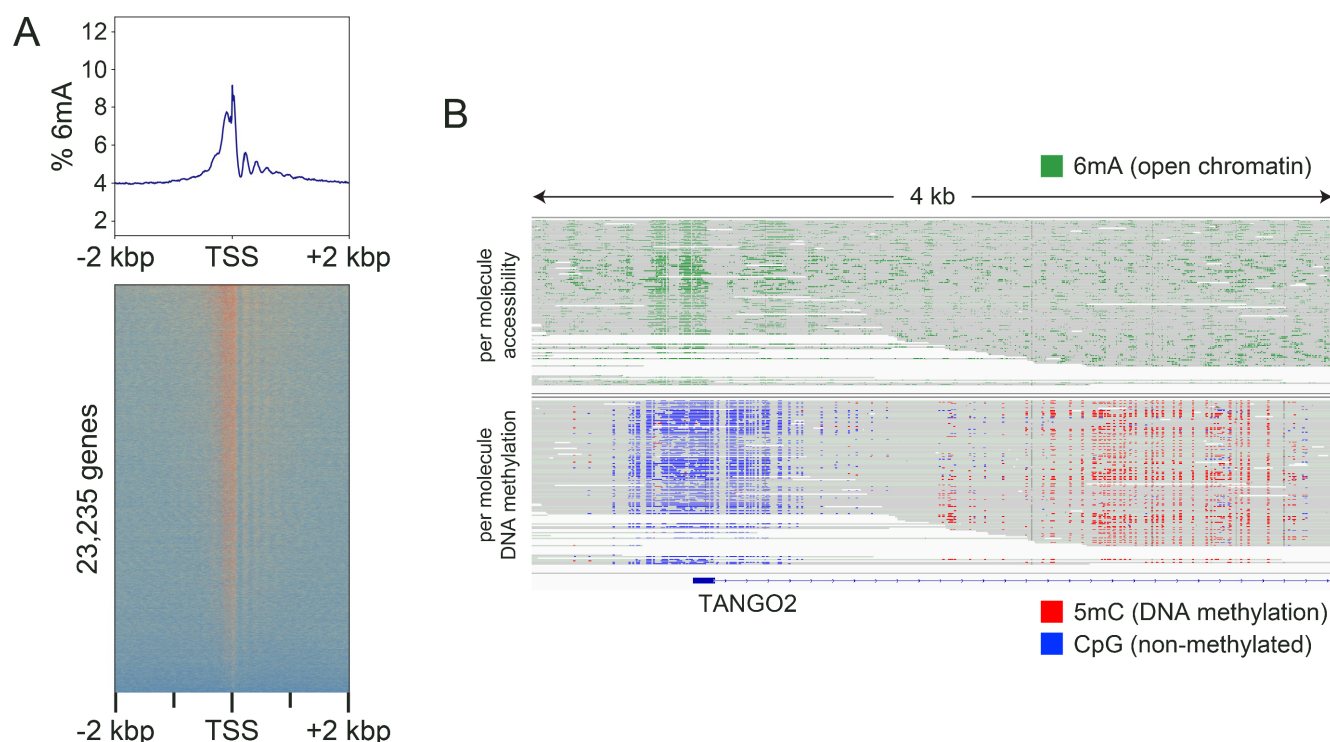 A
12
10
8
6
4
2
% 6mA
-2 kbp
TSS
+2 kbp
23,235 genes
-2 kbp
TSS
+2 kbp
B
6mA (open chromatin)
4 kb
per molecule
accessibility
per molecule
DNA methylation
TANGO2
5mC (DNA methylation)
CpG (non-methylated)